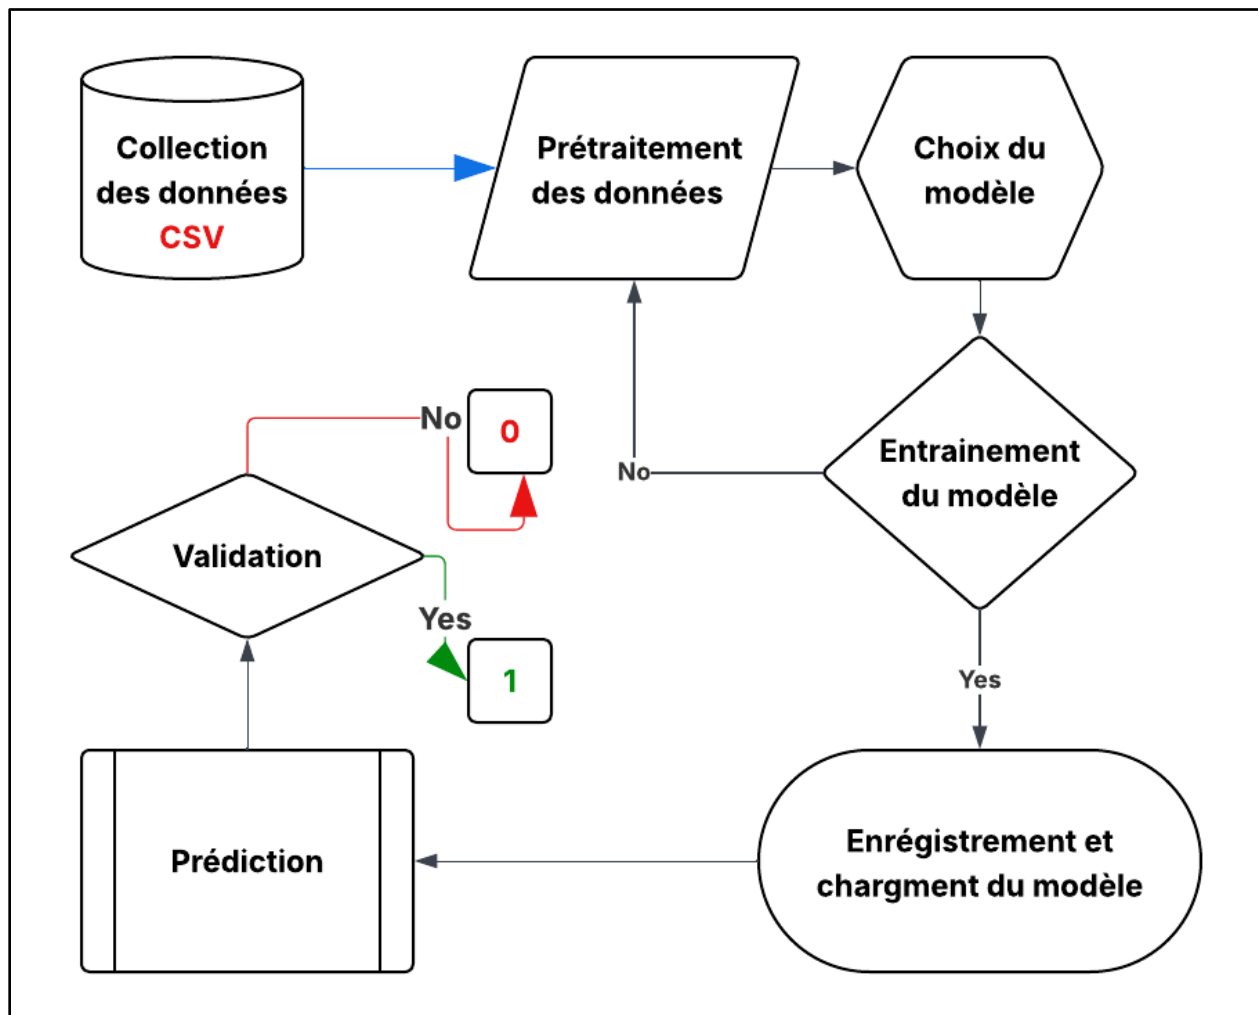 Collection
des données
CSV
Prétraitement
des données
Choix du
modèle
Entrainement
du modèle
No
Yes
Enrégistrement et
chargment du modèle
Prédiction
Validation
No
0
Yes
1